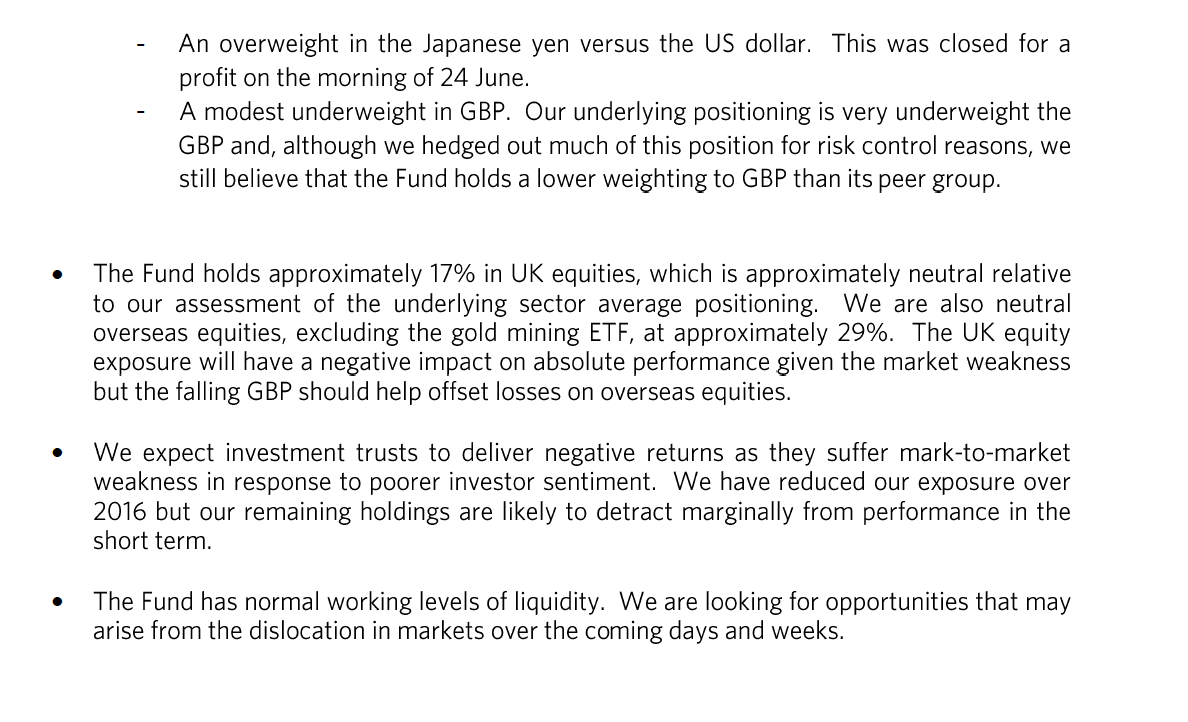 - An overweight in the Japanese yen versus the US dollar.  This was closed for a
profit on the morning of 24 June.
- A modest underweight in GBP.  Our underlying positioning is very underweight the
GBP and, although we hedged out much of this position for risk control reasons, we
still believe that the Fund holds a lower weighting to GBP than its peer group.
• The Fund holds approximately 17% in UK equities, which is approximately neutral relative
to our assessment of the underlying sector average positioning.  We are also neutral
overseas equities, excluding the gold mining ETF, at approximately 29%.  The UK equity
exposure will have a negative impact on absolute performance given the market weakness
but the falling GBP should help offset losses on overseas equities.
• We expect investment trusts to deliver negative returns as they suffer mark-to-market
weakness in response to poorer investor sentiment.  We have reduced our exposure over
2016 but our remaining holdings are likely to detract marginally from performance in the
short term.
• The Fund has normal working levels of liquidity.  We are looking for opportunities that may
arise from the dislocation in markets over the coming days and weeks.